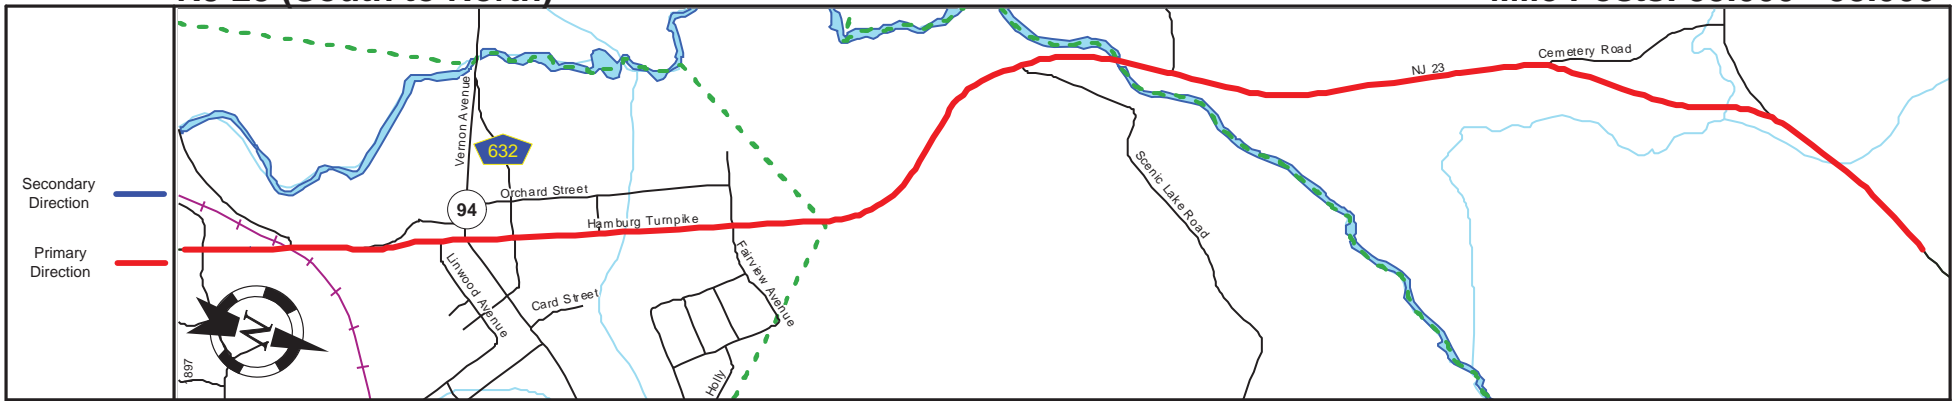 Secondary
Direction
Primary
Direction
Vernon Avenue
632
94
Orchard Street
Hamburg Turnpike
Linwood Avenue
Card Street
Fairview Avenue
Holly
897
N
Scenic Lake Road
NJ 23
Cemetery Road